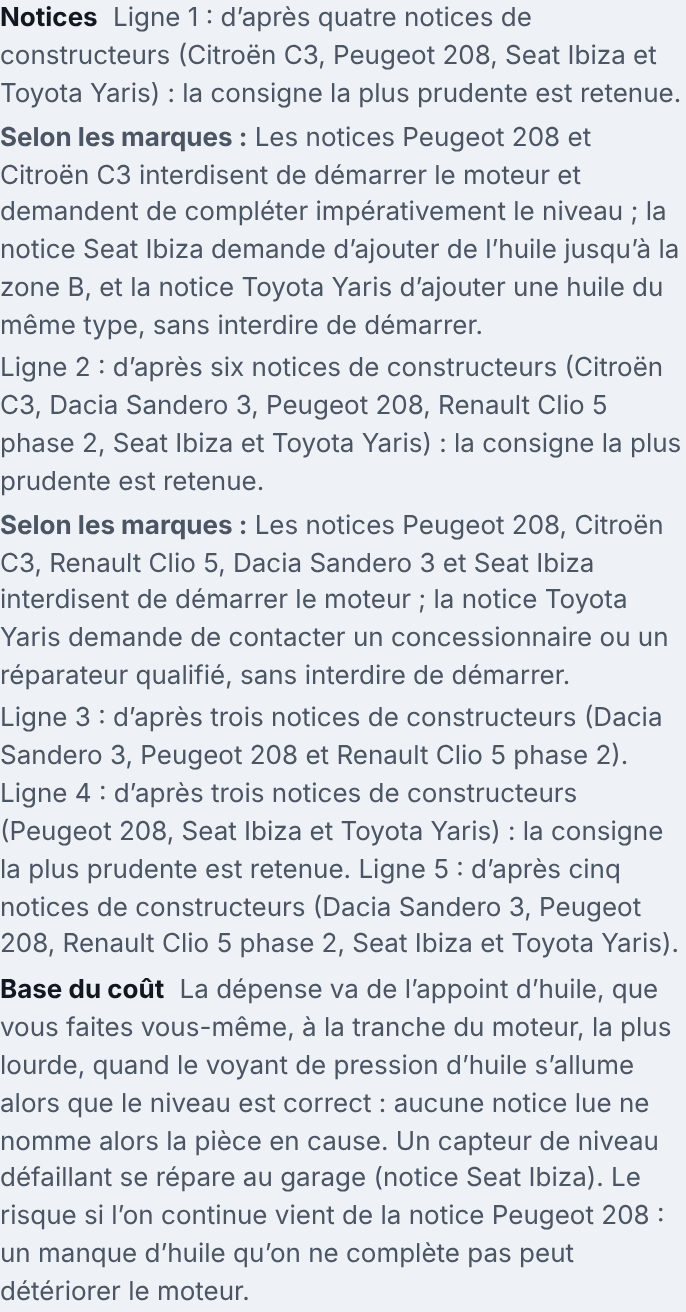 Notices Ligne 1 : d’après quatre notices de
constructeurs (Citroën C3, Peugeot 208, Seat Ibiza et
Toyota Yaris) : la consigne la plus prudente est retenue.
Selon les marques : Les notices Peugeot 208 et
Citroën C3 interdisent de démarrer le moteur et
demandent de compléter impérativement le niveau ; la
notice Seat Ibiza demande d’ajouter de l’huile jusqu’à la
zone B, et la notice Toyota Yaris d’ajouter une huile du
même type, sans interdire de démarrer.
Ligne 2 : d’après six notices de constructeurs (Citroën
C3, Dacia Sandero 3, Peugeot 208, Renault Clio 5
phase 2, Seat Ibiza et Toyota Yaris) : la consigne la plus
prudente est retenue.
Selon les marques : Les notices Peugeot 208, Citroën
C3, Renault Clio 5, Dacia Sandero 3 et Seat Ibiza
interdisent de démarrer le moteur ; la notice Toyota
Yaris demande de contacter un concessionnaire ou un
réparateur qualifié, sans interdire de démarrer.
Ligne 3 : d’après trois notices de constructeurs (Dacia
Sandero 3, Peugeot 208 et Renault Clio 5 phase 2).
Ligne 4 : d’après trois notices de constructeurs
(Peugeot 208, Seat Ibiza et Toyota Yaris) : la consigne
la plus prudente est retenue. Ligne 5 : d’après cinq
notices de constructeurs (Dacia Sandero 3, Peugeot
208, Renault Clio 5 phase 2, Seat Ibiza et Toyota Yaris).
Base du coût La dépense va de l’appoint d’huile, que
vous faites vous-même, à la tranche du moteur, la plus
lourde, quand le voyant de pression d’huile s’allume
alors que le niveau est correct : aucune notice lue ne
nomme alors la pièce en cause. Un capteur de niveau
défaillant se répare au garage (notice Seat Ibiza). Le
risque si l’on continue vient de la notice Peugeot 208 :
un manque d’huile qu’on ne complète pas peut
détériorer le moteur.